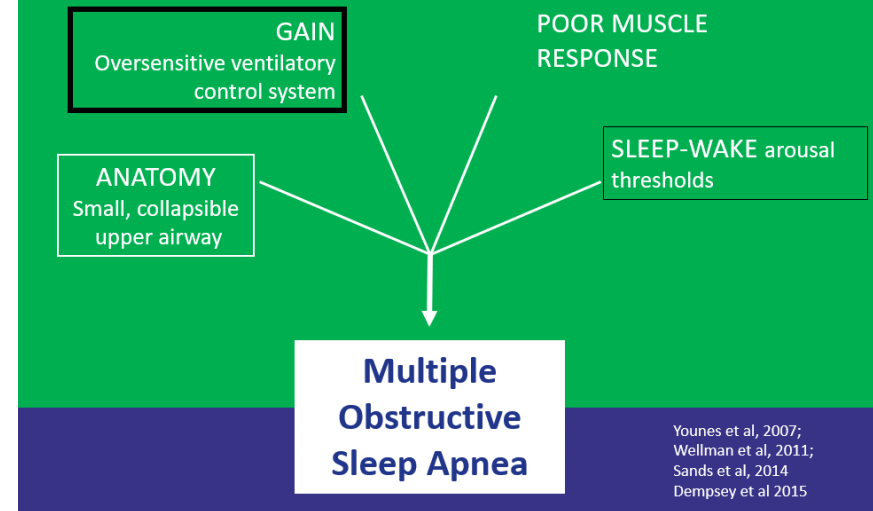 GAIN
Oversensitive ventilatory
control system
POOR MUSCLE
RESPONSE
ANATOMY
Small, collapsible
upper airway
SLEEP-WAKE arousal
thresholds
Multiple
Obstructive
Sleep Apnea
Younes et al, 2007;
Wellman et al, 2011;
Sands et al, 2014
Dempsey et al 2015